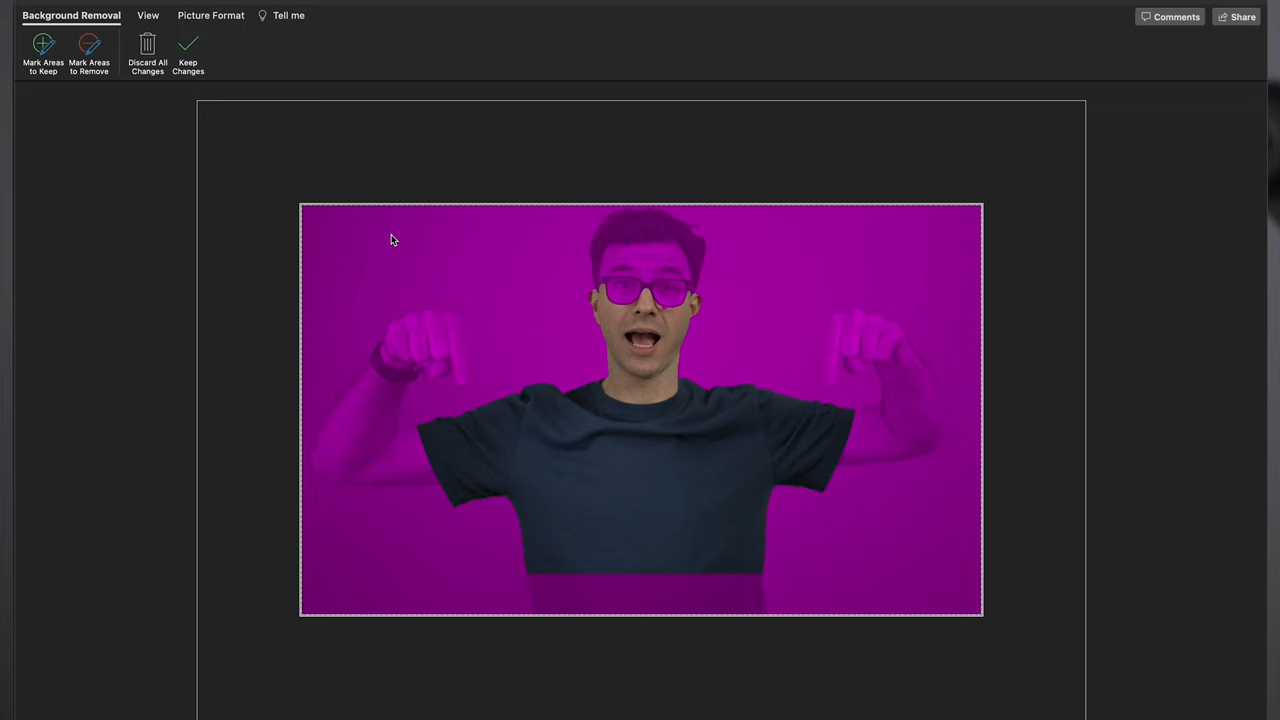 Background Removal View Picture Format Tell me Comments Share
Mark Areas to Keep
Mark Areas to Remove
Discard All Changes
Keep Changes